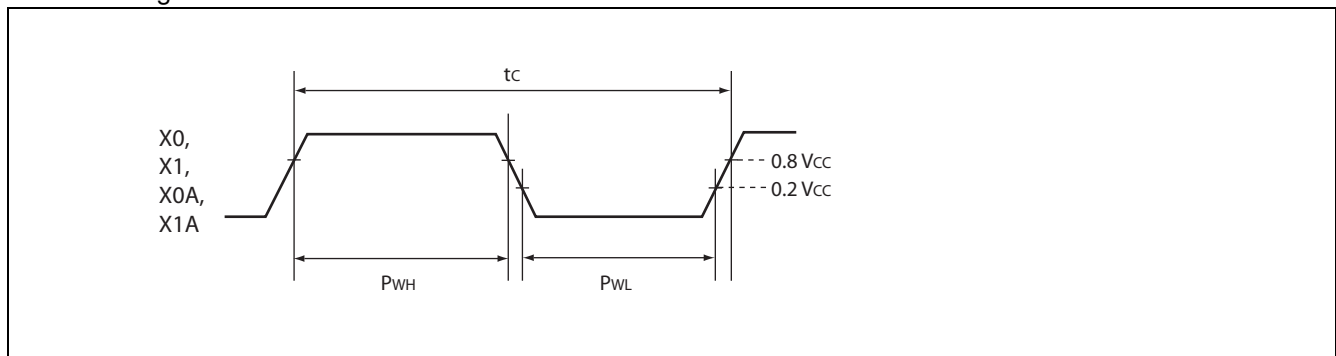 tC
X0,
X1,
X0A,
X1A
0.8 VCC
0.2 VCC
PWH
PWL